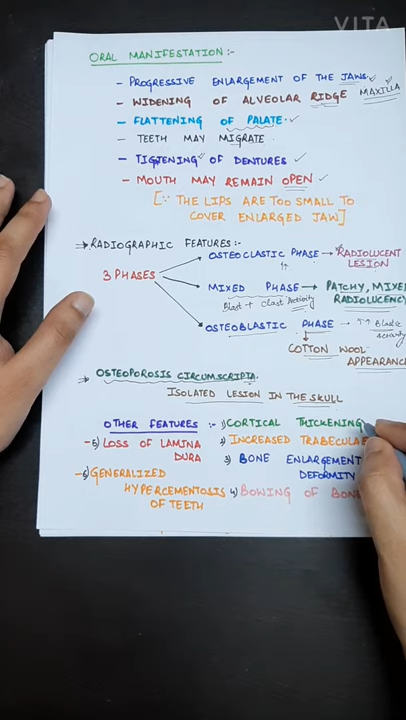 VITA
ORAL MANIFESTATION :-
- PROGRESSIVE ENLARGEMENT OF THE JAWS.
- WIDENING OF ALVEOLAR RIDGE MAXILLA
- FLATTENING OF PALATE.
- TEETH MAY MIGRATE
- TIGHTENING OF DENTURES
- MOUTH MAY REMAIN OPEN
[∵ THE LIPS ARE TOO SMALL TO
COVER ENLARGED JAW]
RADIOGRAPHIC FEATURES :-
3 PHASES
OSTEOCLASTIC PHASE → RADIOLUCENT
LESION
MIXED PHASE → PATCHY, MIXED
RADIOLUCENCY
Blast + Clast Activity
OSTEOBLASTIC PHASE → ↑↑ Blastic
activity
COTTON WOOL
APPEARANCE
OSTEOPOROSIS CIRCUMSCRIPTA.
ISOLATED LESION IN THE SKULL
OTHER FEATURES :- 1) CORTICAL THICKENING
2) INCREASED TRABECULAE
3) BONE ENLARGEMENT
DEFORMITY
4) BOWING OF BONE
- 5) LOSS OF LAMINA
DURA
- 6) GENERALIZED
HYPERCEMENTOSIS
OF TEETH